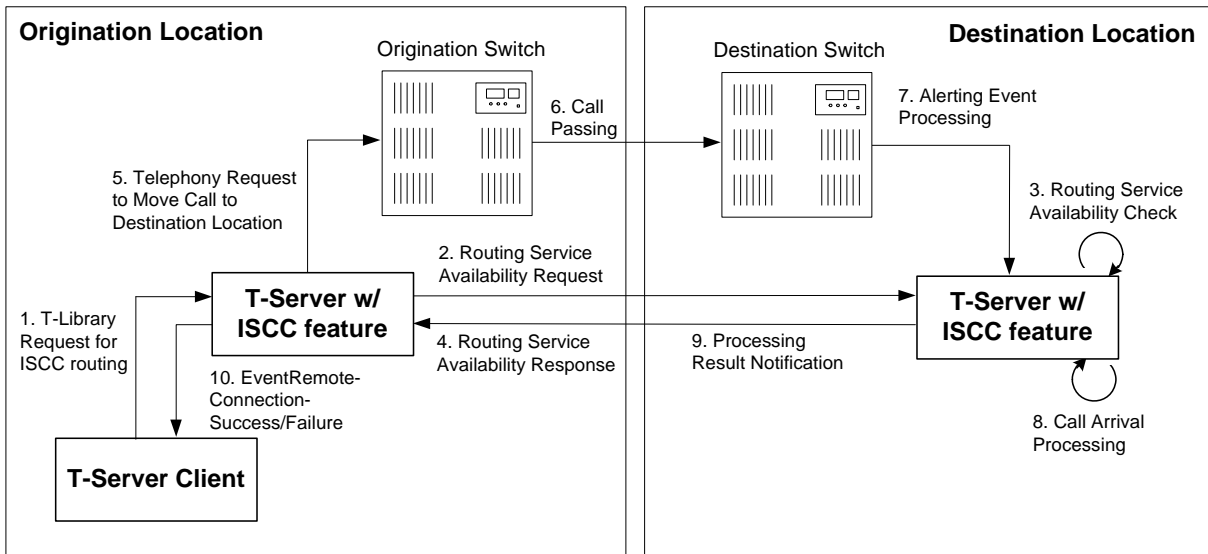 Origination Location
Destination Location
Origination Switch
Destination Switch
6. Call
Passing
7. Alerting Event
Processing
5. Telephony Request
to Move Call to
Destination Location
3. Routing Service
Availability Check
2. Routing Service
Availability Request
T-Server w/
ISCC feature
T-Server w/
ISCC feature
1. T-Library
Request for
ISCC routing
4. Routing Service
Availability Response
9. Processing
Result Notification
10. EventRemote-
Connection-
Success/Failure
8. Call Arrival
Processing
T-Server Client